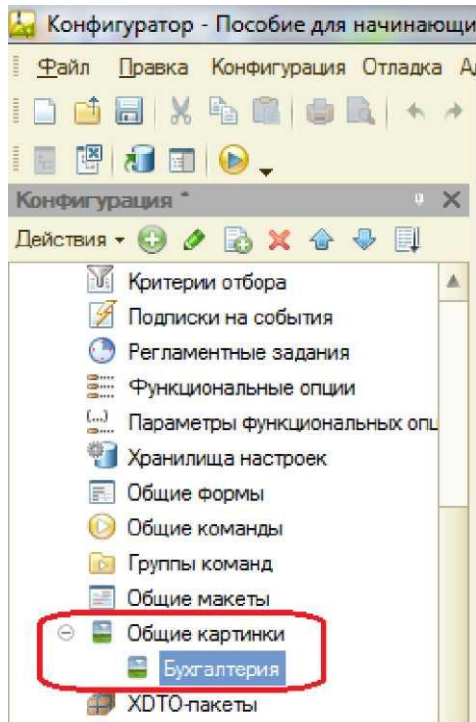 Конфигуратор - Пособие для начинающи
Файл Правка Конфигурация Отладка А
Конфигурация *
Действия
Критерии отбора
Подписки на события
Регламентные задания
Функциональные опции
Параметры функциональных опц
Хранилища настроек
Общие формы
Общие команды
Группы команд
Общие макеты
Общие картинки
Бухгалтерия
XDTO-пакеты